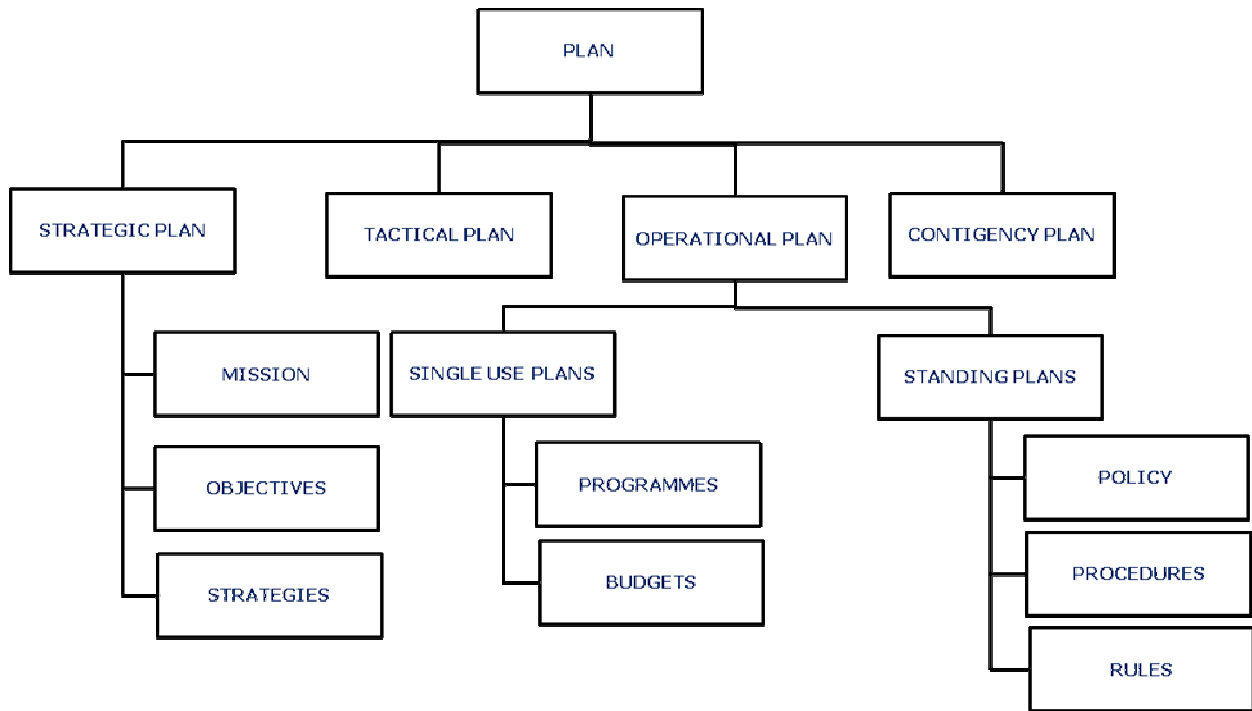 PLAN
STRATEGIC PLAN
TACTICAL PLAN
OPERATIONAL PLAN
CONTIGENCY PLAN
MISSION
OBJECTIVES
STRATEGIES
SINGLE USE PLANS
PROGRAMMES
BUDGETS
STANDING PLANS
POLICY
PROCEDURES
RULES